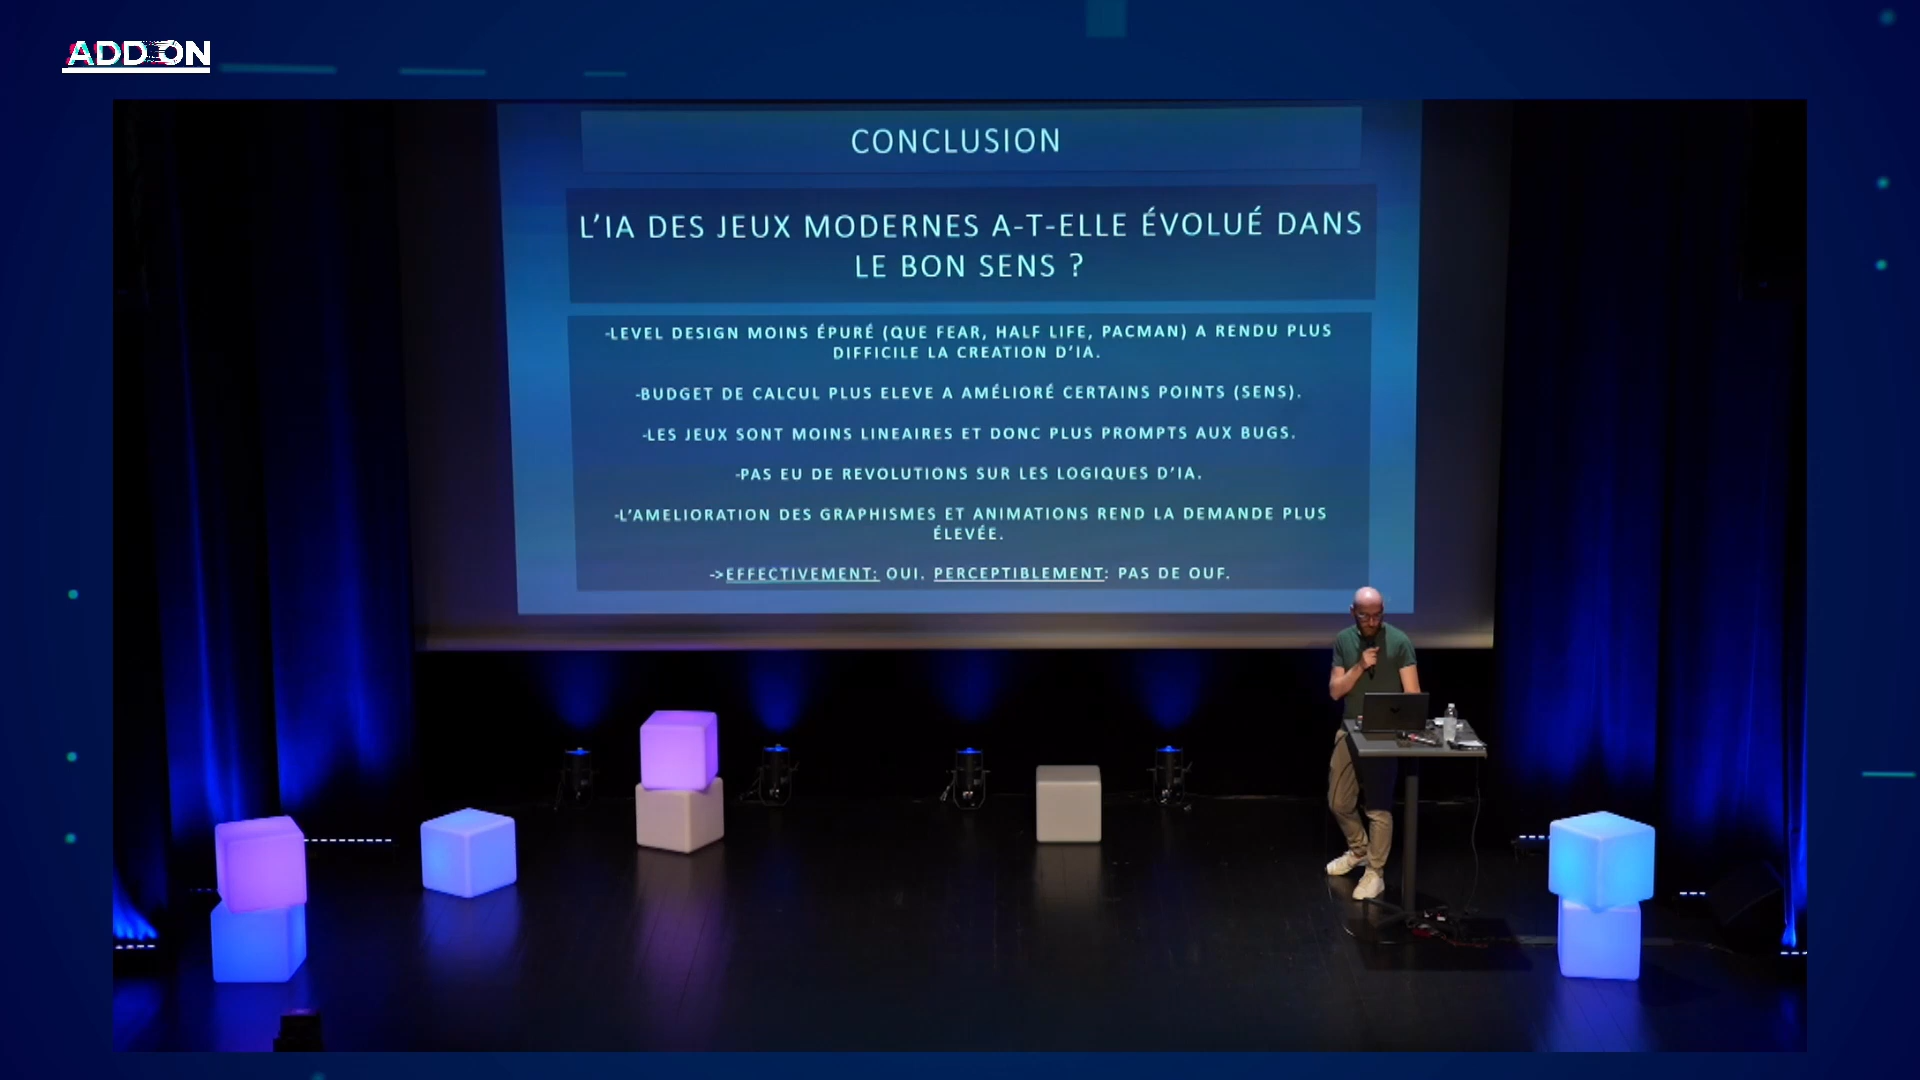 ADD ON
CONCLUSION
L'IA DES JEUX MODERNES A-T-ELLE ÉVOLUÉ DANS
LE BON SENS ?
-LEVEL DESIGN MOINS ÉPURÉ (QUE FEAR, HALF LIFE, PACMAN) A RENDU PLUS
DIFFICILE LA CREATION D'IA.
-BUDGET DE CALCUL PLUS ELEVE A AMÉLIORÉ CERTAINS POINTS (SENS).
-LES JEUX SONT MOINS LINEAIRES ET DONC PLUS PROMPTS AUX BUGS.
-PAS EU DE REVOLUTIONS SUR LES LOGIQUES D'IA.
-L'AMELIORATION DES GRAPHISMES ET ANIMATIONS REND LA DEMANDE PLUS
ÉLEVÉE.
->EFFECTIVEMENT: OUI. PERCEPTIBLEMENT: PAS DE OUF.